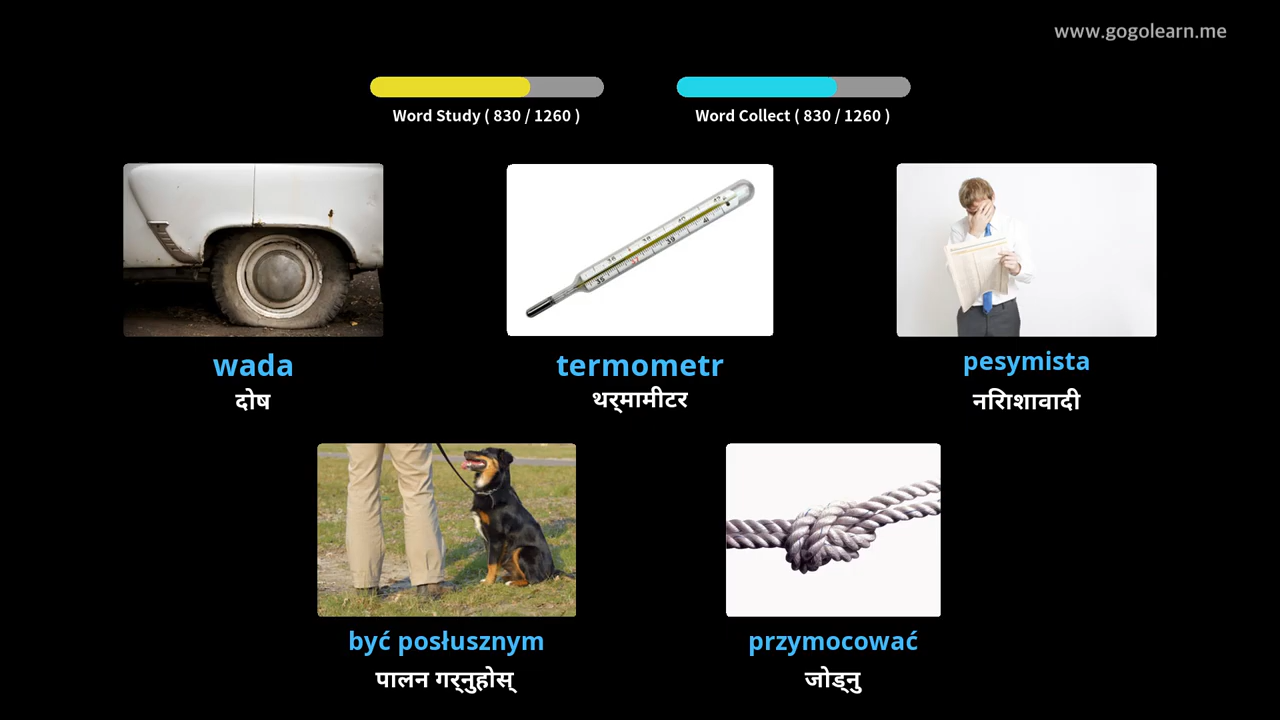 www.gogolearn.me
Word Study ( 830 / 1260 )
Word Collect ( 830 / 1260 )
wada
termometr
pesymista
दोष
थर्मामीटर
निराशावादी
być posłusznym
przymocować
पालन गर्नुहोस्
जोड्नु